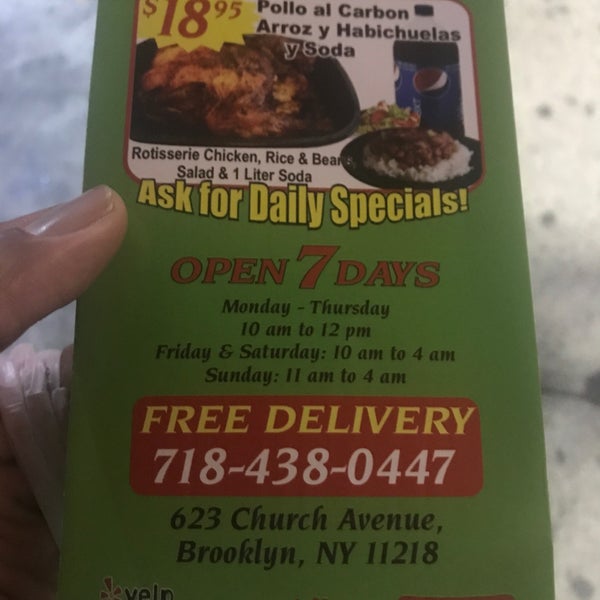 $18.95
Pollo al Carbon
Arroz y Habichuelas
y Soda
Rotisserie Chicken, Rice & Beans
Salad & 1 Liter Soda
Ask for Daily Specials!
OPEN 7 DAYS
Monday - Thursday
10 am to 12 pm
Friday & Saturday: 10 am to 4 am
Sunday: 11 am to 4 am
FREE DELIVERY
718-438-0447
623 Church Avenue,
Brooklyn, NY 11218
yelp